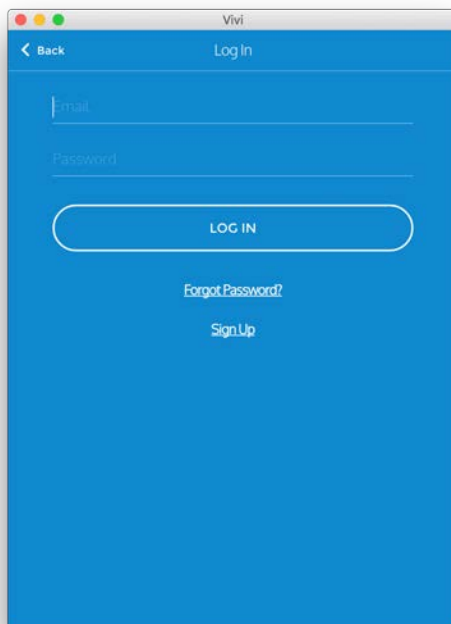 Vivi
Back
Log In
Email
Password
LOG IN
Forgot Password?
Sign Up